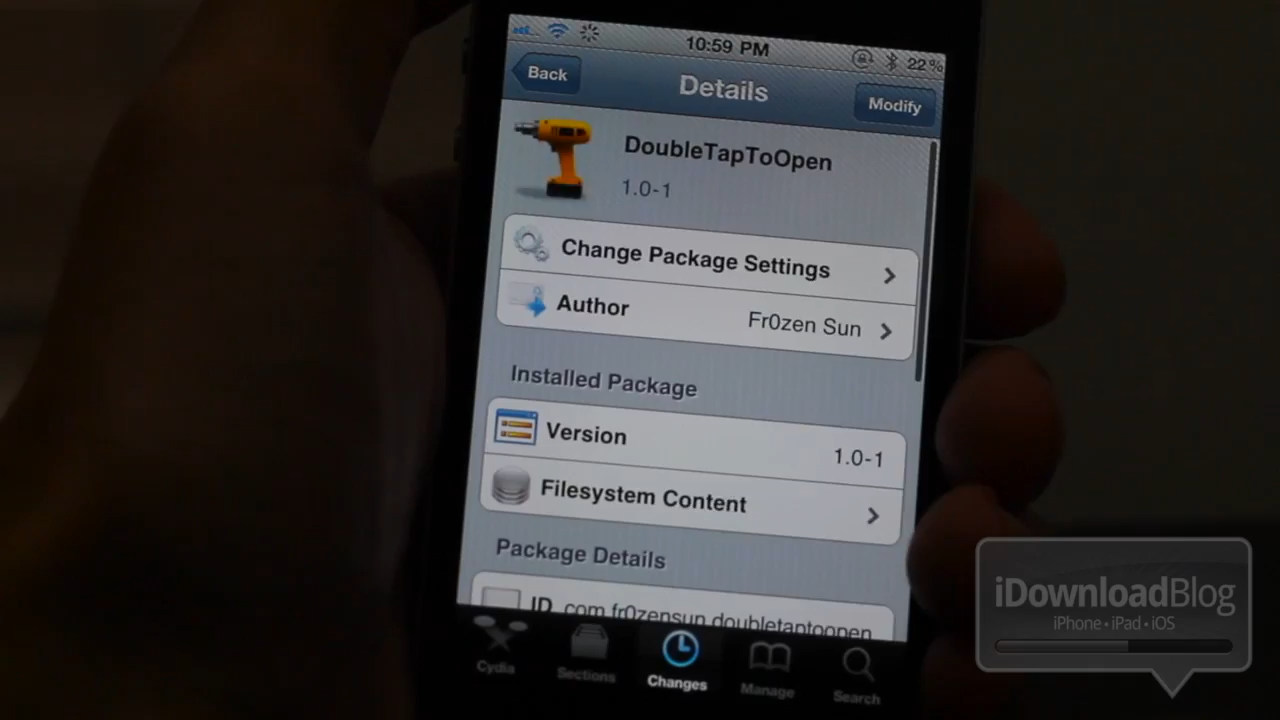 10:59 PM
22%
Back
Details
Modify
DoubleTapToOpen
1.0-1
Change Package Settings
Author
Fr0zen Sun
Installed Package
Version
1.0-1
Filesystem Content
Package Details
ID com.fr0zensun.doubletaptoopen
Cydia
Sections
Changes
Manage
Search
iDownloadBlog
iPhone • iPad • iOS